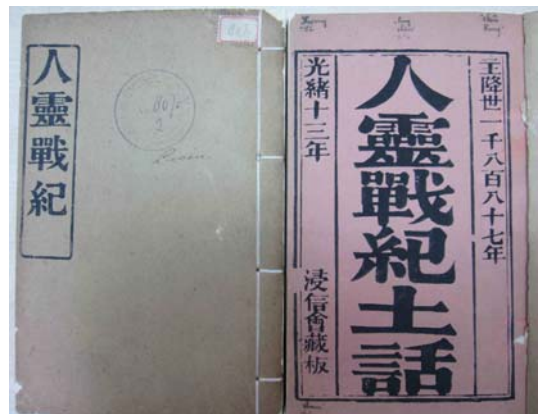 人靈戰紀
主降世一千八百八十七年
人靈戰紀土話
光緒十三年
浸信會藏板